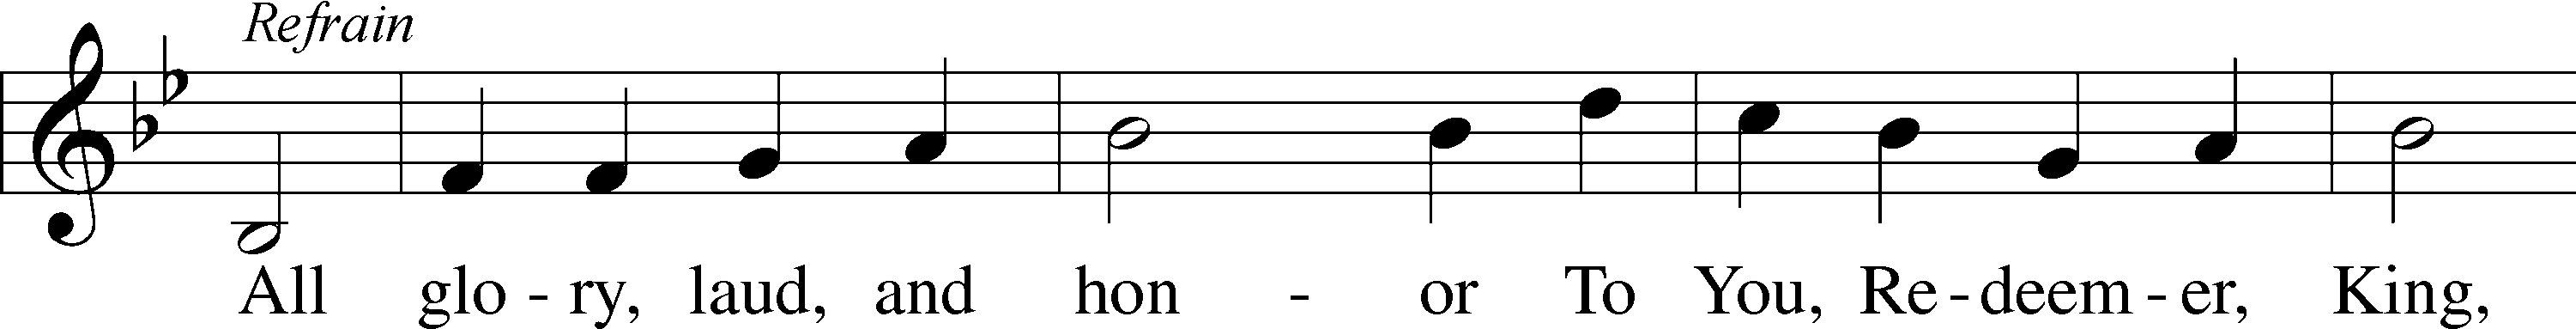 Refrain
All glo - ry, laud, and hon - or To You, Re - deem - er, King,